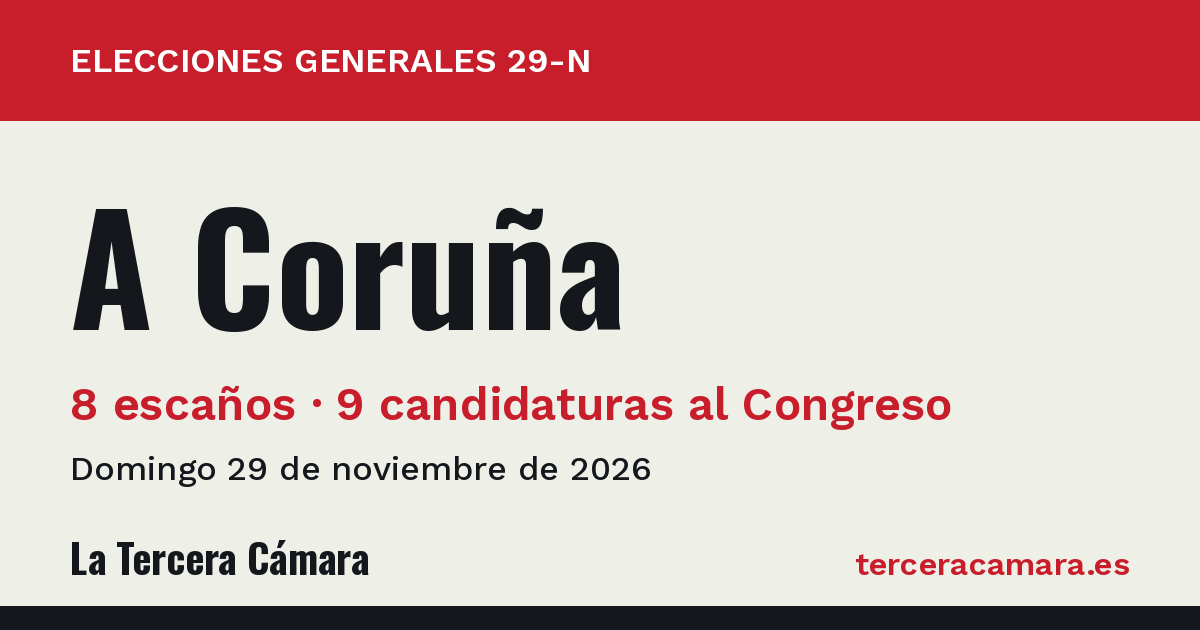 ELECCIONES GENERALES 29-N
A Coruña
8 escaños · 9 candidaturas al Congreso
Domingo 29 de noviembre de 2026
La Tercera Cámara
terceracamara.es